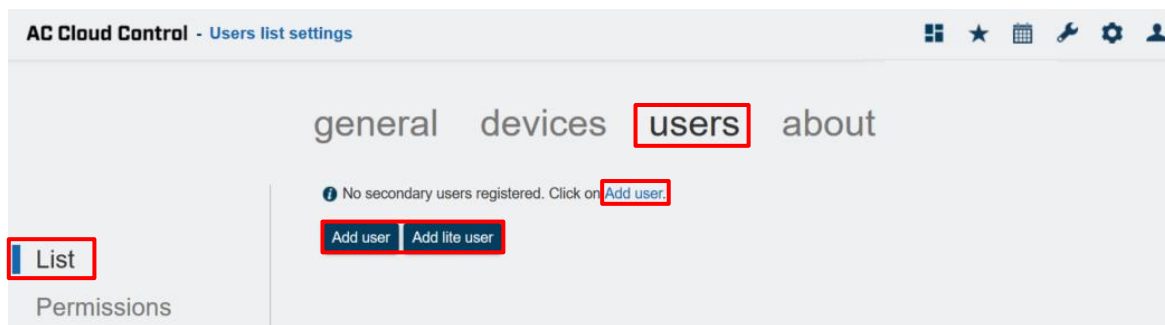 AC Cloud Control - Users list settings
general devices users about
No secondary users registered. Click on Add user.
Add user Add lite user
List
Permissions